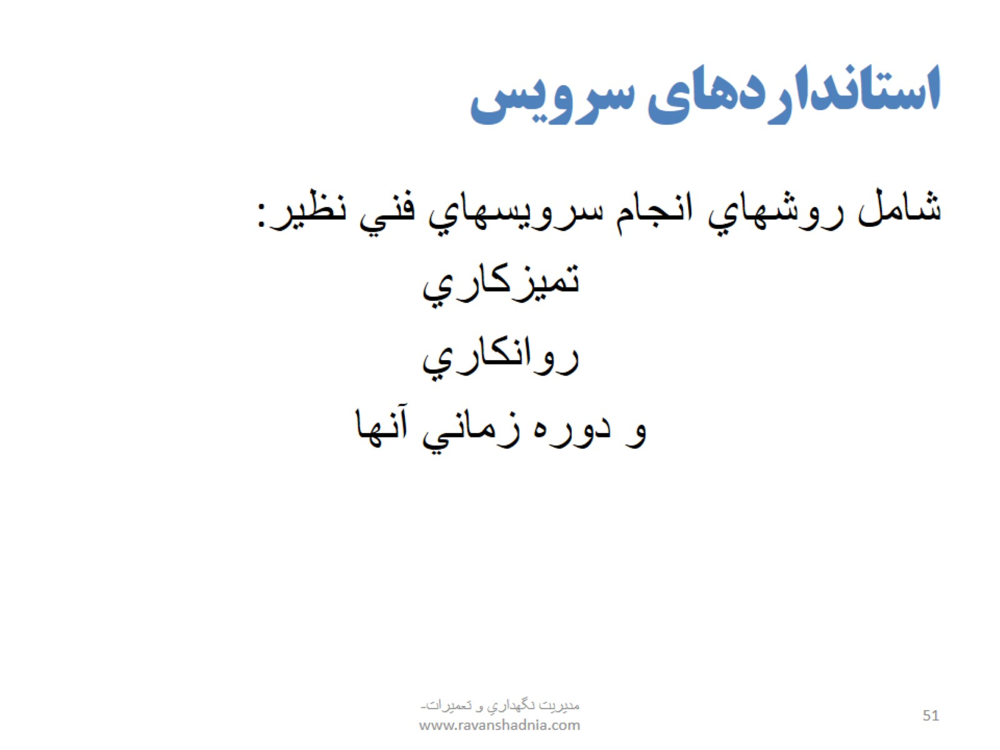 استانداردهای سرویس
شامل روشهاي انجام سرويسهاي فني نظير:
تميزكاري
روانكاري
و دوره زماني آنها
مديريت نگهداري و تعميرات-
www.ravanshadnia.com
51